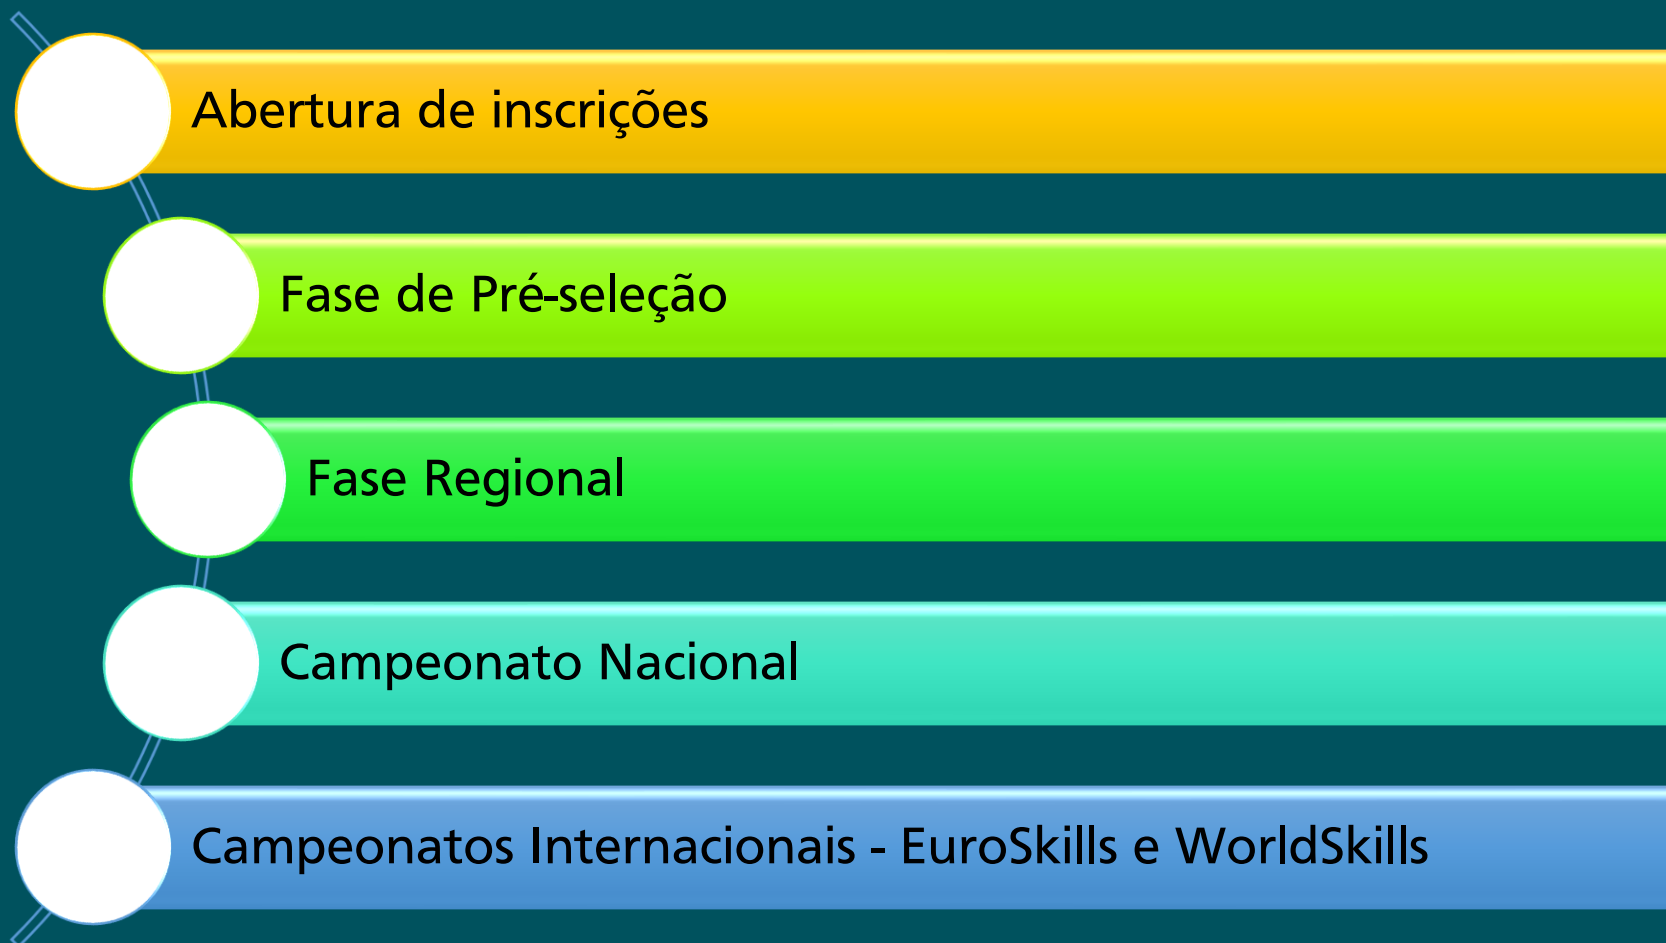 Abertura de inscrições
Fase de Pré-seleção
Fase Regional
Campeonato Nacional
Campeonatos Internacionais - EuroSkills e WorldSkills